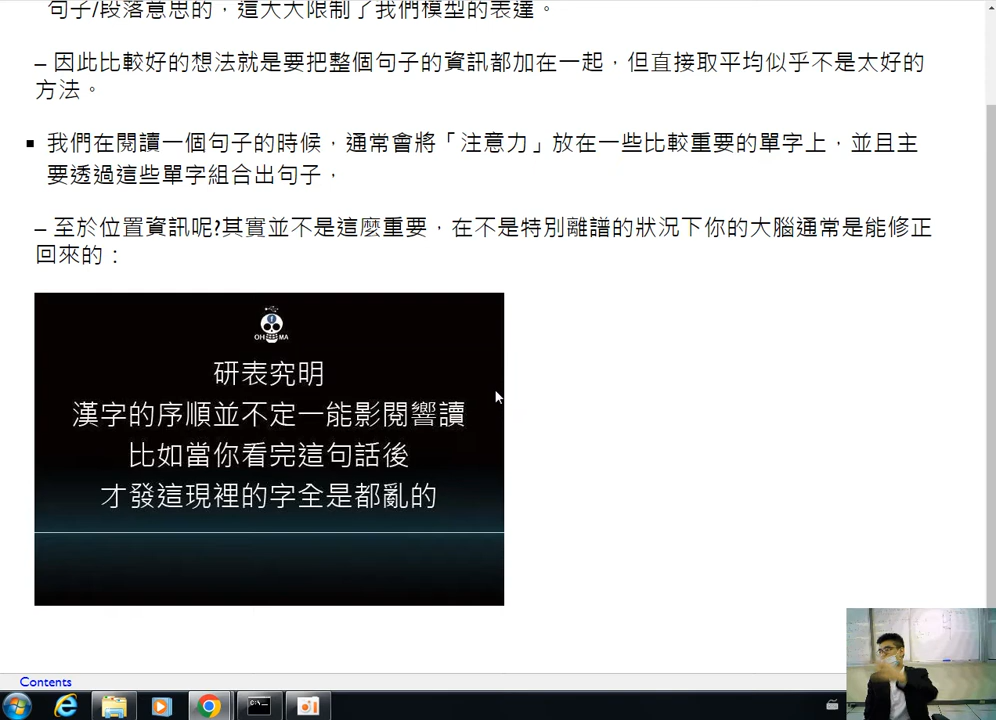 句子/段落意思的，這大大限制了我們模型的表達。
– 因此比較好的想法就是要把整個句子的資訊都加在一起，但直接取平均似乎不是太好的
方法。
我們在閱讀一個句子的時候，通常會將「注意力」放在一些比較重要的單字上，並且主
要透過這些單字組合出句子，
– 至於位置資訊呢?其實並不是這麼重要，在不是特別離譜的狀況下你的大腦通常是能修正
回來的：
OH MA
研表究明
漢字的序順並不定一能影閱響讀
比如當你看完這句話後
才發這現裡的字全是都亂的
Contents